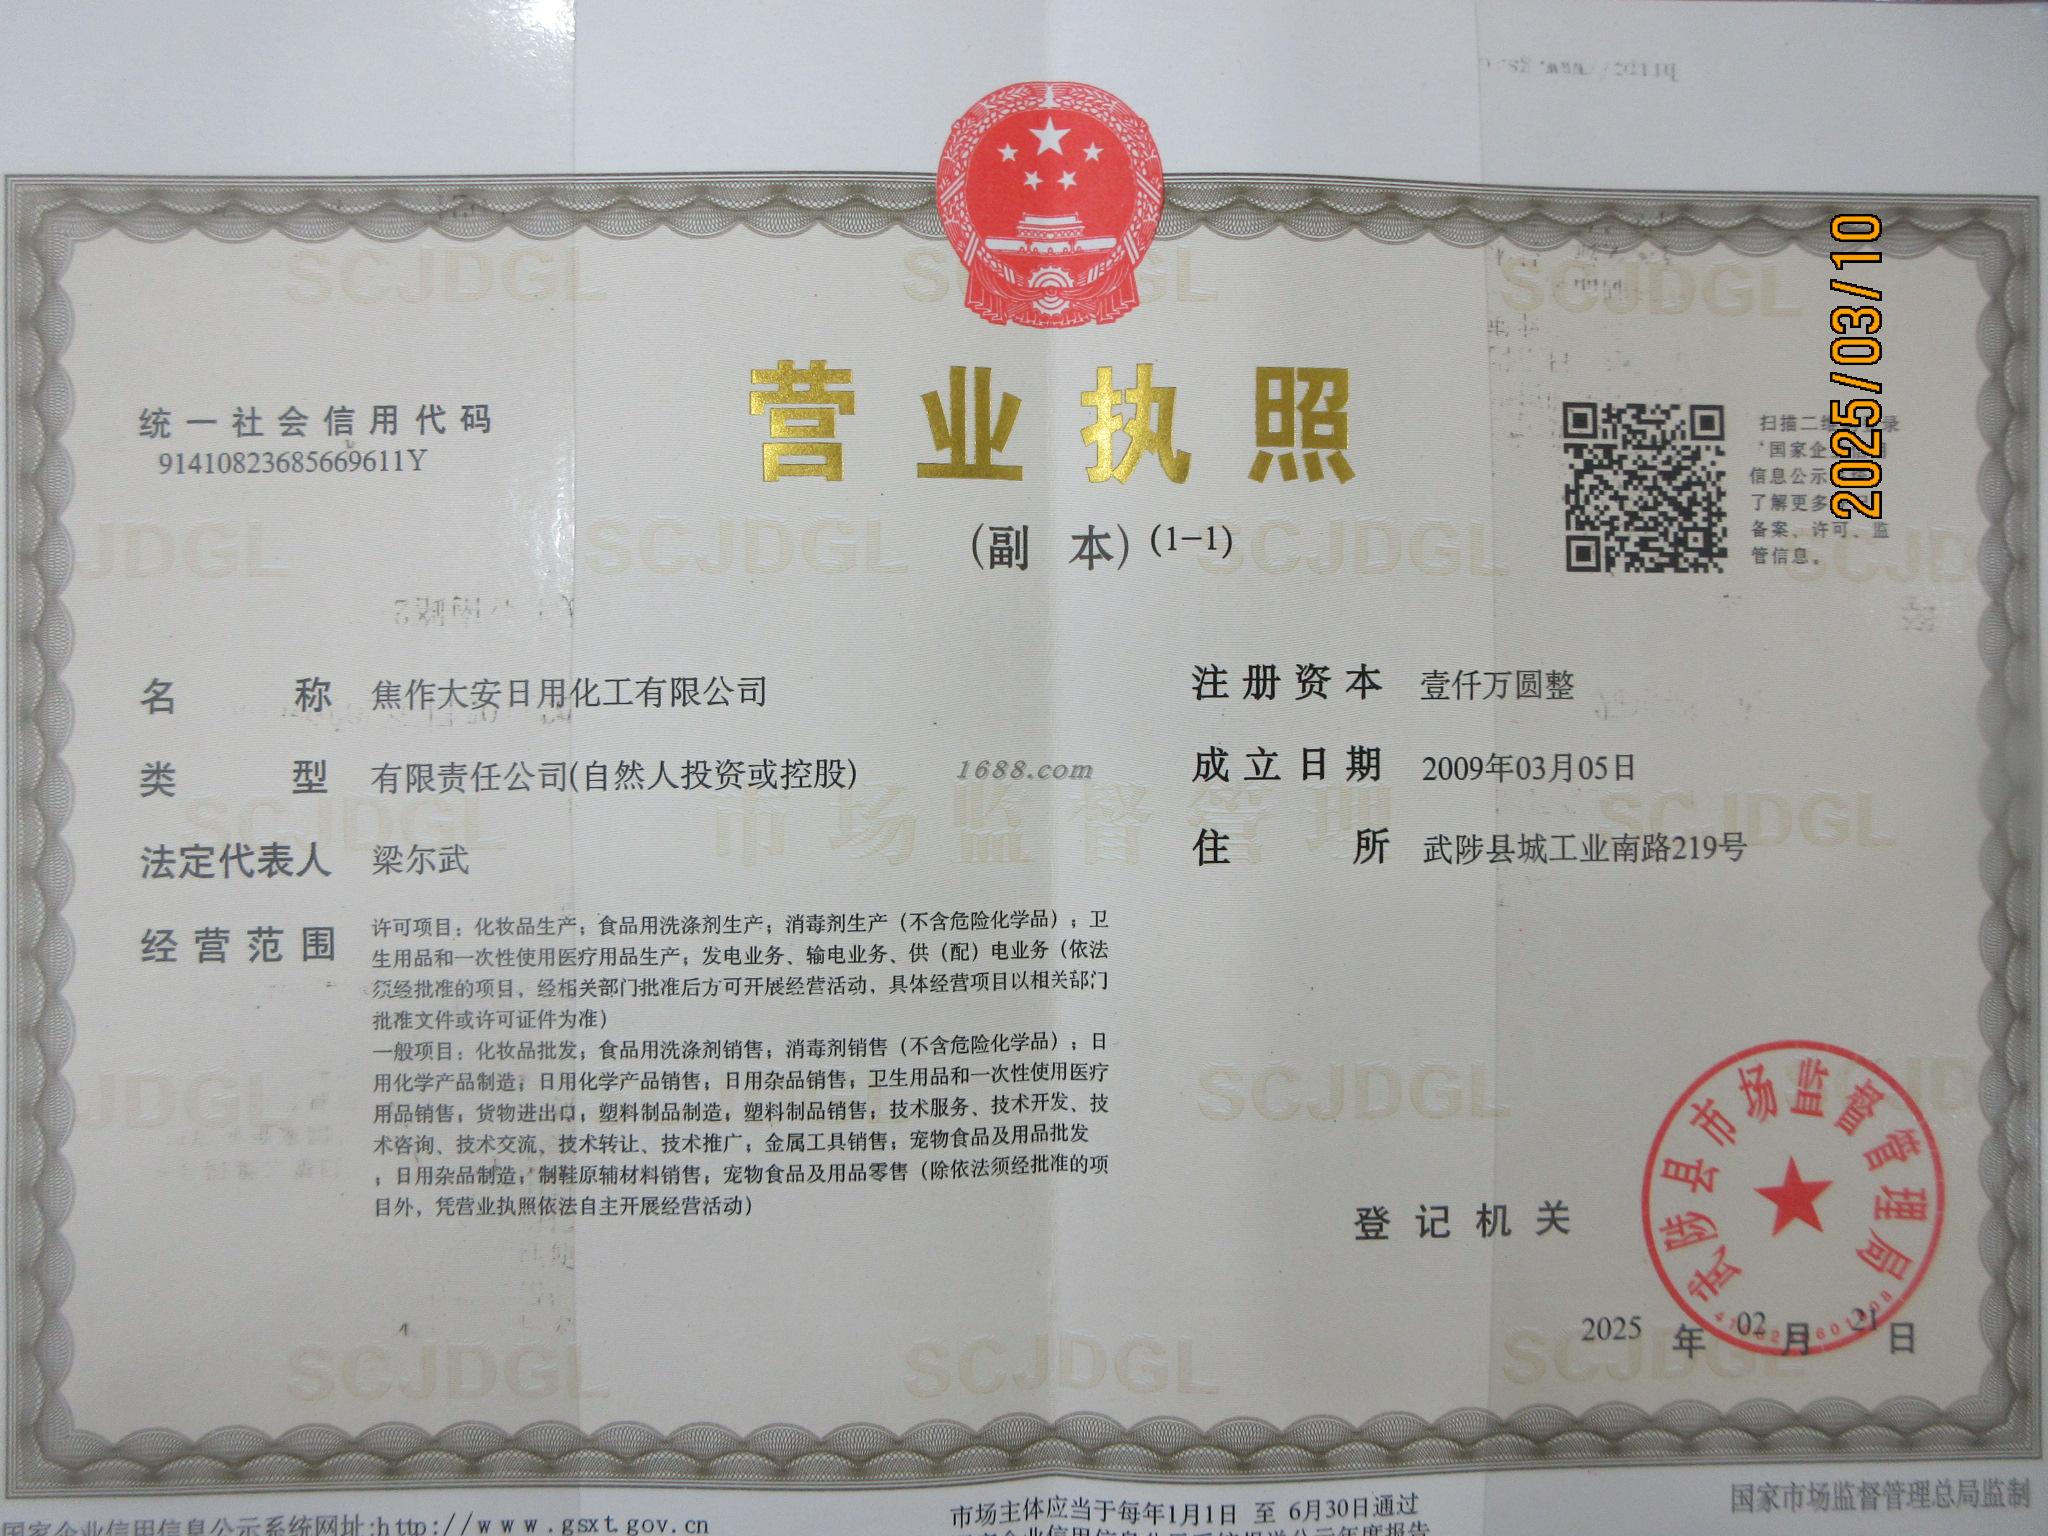 2025/03/10
营业执照
(副 本) (1-1)
统一社会信用代码
91410823685669611Y
扫描二维 录
‘国家企
信息公示
了解更多
备案、许可、监
管信息。
名 称 焦作大安日用化工有限公司
类 型 有限责任公司(自然人投资或控股)
法定代表人 梁尔武
经营范围 许可项目：化妆品生产；食品用洗涤剂生产；消毒剂生产（不含危险化学品）；卫
生用品和一次性使用医疗用品生产；发电业务、输电业务、供（配）电业务（依法
须经批准的项目，经相关部门批准后方可开展经营活动，具体经营项目以相关部门
批准文件或许可证件为准）
一般项目：化妆品批发；食品用洗涤剂销售；消毒剂销售（不含危险化学品）；日
用化学产品制造；日用化学产品销售；日用杂品销售；卫生用品和一次性使用医疗
用品销售；货物进出口；塑料制品制造；塑料制品销售；技术服务、技术开发、技
术咨询、技术交流、技术转让、技术推广；金属工具销售；宠物食品及用品批发
；日用杂品制造；制鞋原辅材料销售；宠物食品及用品零售（除依法须经批准的项
目外，凭营业执照依法自主开展经营活动）
注册资本 壹仟万圆整
成立日期 2009年03月05日
住 所 武陟县城工业南路219号
1688.com
市场监督管理
SCJDGL
登记机关
武陟县市场监督管理局
2025 年 02 月 21 日
国家企业信用信息公示系统网址:http://www.gsxt.gov.cn
市场主体应当于每年1月1日 至 6月30日通过
国家企业信用信息公示系统报送公示年度报告
国家市场监督管理总局监制